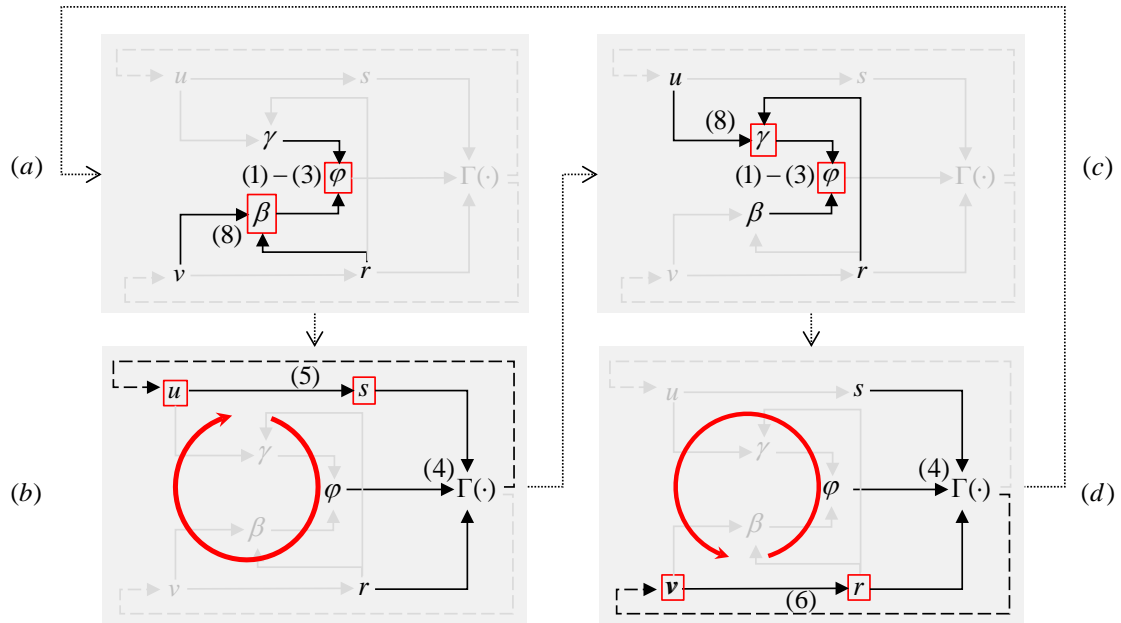 (a)
u
s
γ
(1) – (3)
φ
Γ(·)
β
(8)
v
r
(c)
u
s
(8)
γ
(1) – (3)
φ
Γ(·)
β
v
r
(b)
u
(5)
s
γ
(4)
φ
Γ(·)
β
v
r
(d)
u
s
γ
(4)
φ
Γ(·)
β
v
(6)
r